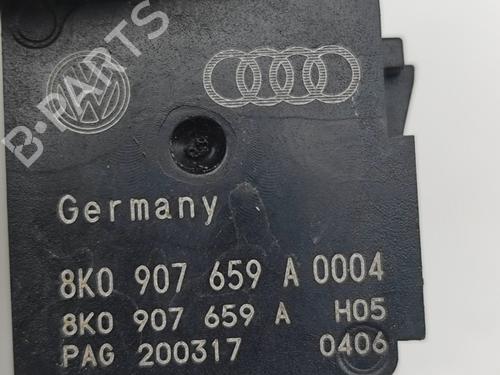 B-PARTS
Germany
8K0 907 659 A 0004
8K0 907 659 A H05
PAG 200317 0406